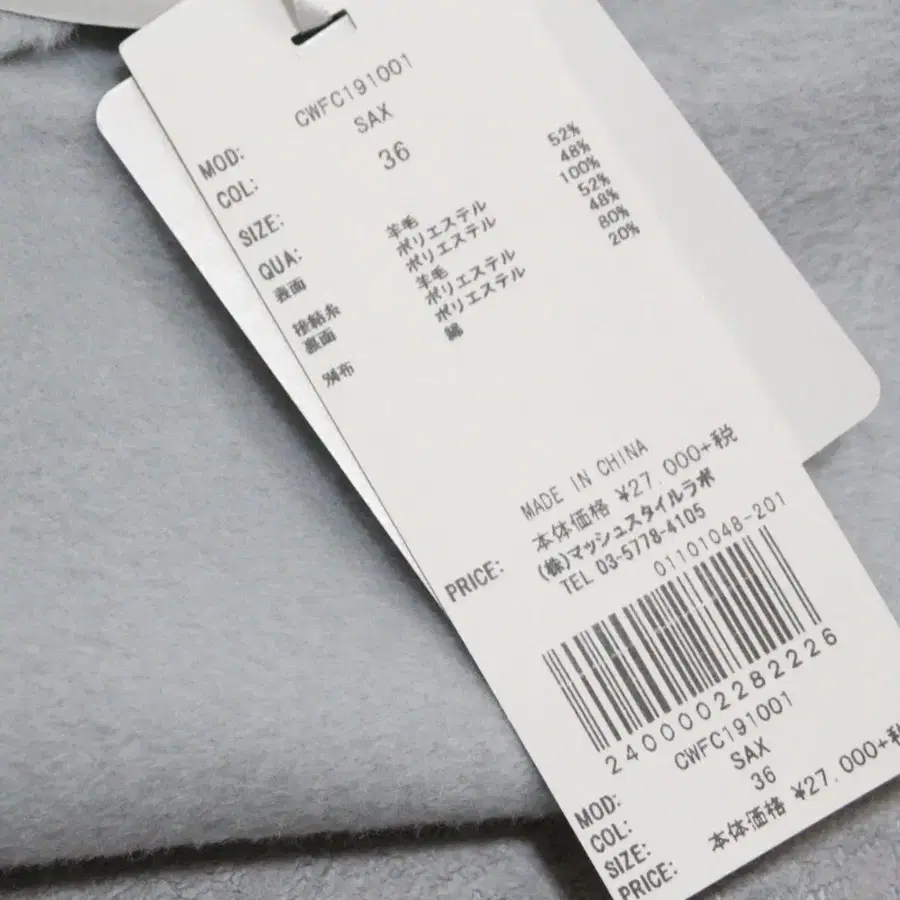 MOD: CWFC191001
COL: SAX
SIZE: 36
QUA:
表面 羊毛 52%
ポリエステル 48%
接結糸 ポリエステル 100%
裏面 羊毛 52%
ポリエステル 48%
別布 ポリエステル 80%
綿 20%
MADE IN CHINA
PRICE: 本体価格 ¥27,000+税
(株)マッシュスタイルラボ
TEL 03-5778-4105
01101048-201
2400002282226
MOD: CWFC191001
COL: SAX
SIZE: 36
PRICE: 本体価格 ¥27,000+税